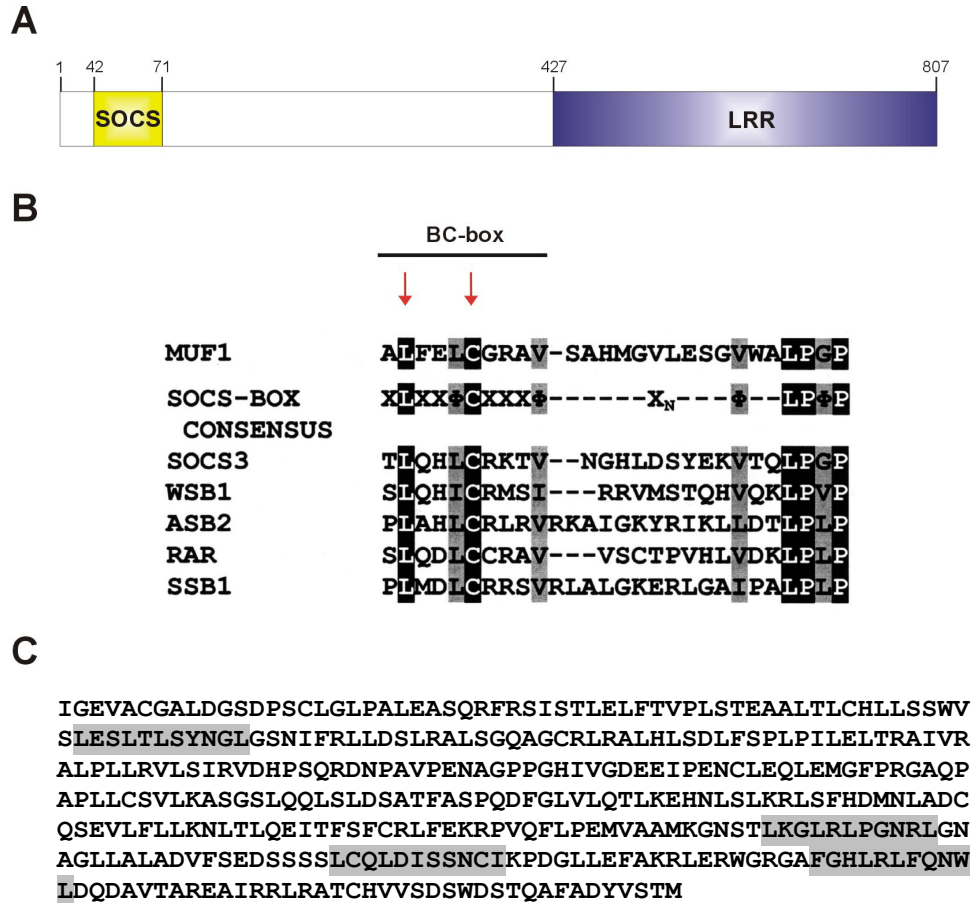 A
1 42 71 427 807
SOCS LRR
B
BC-box
MUF1 ALFELCGRAV-SAHMGVLESGVWALPGP
SOCS-BOX XLXXΦCXXXΦ------XN---Φ--LPΦP
CONSENSUS
SOCS3 TLQHLCRKTV--NGHLDSYEKVTQLPGP
WSB1 SLQHICRMSI---RRVMSTQHVQKLPVP
ASB2 PLAHLCRLRVRKAIGKYRIKLLDTLPLP
RAR SLQDLCCRAV---VSCTPVHLVDKLPLP
SSB1 PLMDLCRRSVRLALGKERLGAIPALPLP
C
IGEVACGALDGSDPSCLGLPALEASQRFRSISTLELFTVPLSTEAALTLCHLLSSWV
SLESLTLSYNGLGSNIFRLLDSLRALSGQAGCRLRALHLSDLFSPLPILELTRAIVR
ALPLLRVLSIRVDHPSQRDNPAVPENAGPPGHIVGDEEIPENCLEQLEMGFPRGAQP
APLLCSVLKASGSLQQLSLDSATFASPQDFGLVLQTLKEHNLSLKRLSFHDMNLADC
QSEVLFLLKNLTLQEITFSFCRLFEKRPVQFLPEMVAAMKGNSTLKGLRLPGNRLGN
AGLLALADVFSEDSSSSLCQLDISSNCIKPDGLLEFAKRLERWGRGAFGHLRLFQNW
LDQDAVTAREAIRRLRATCHVVSDSWDSTQAFADYVSTM